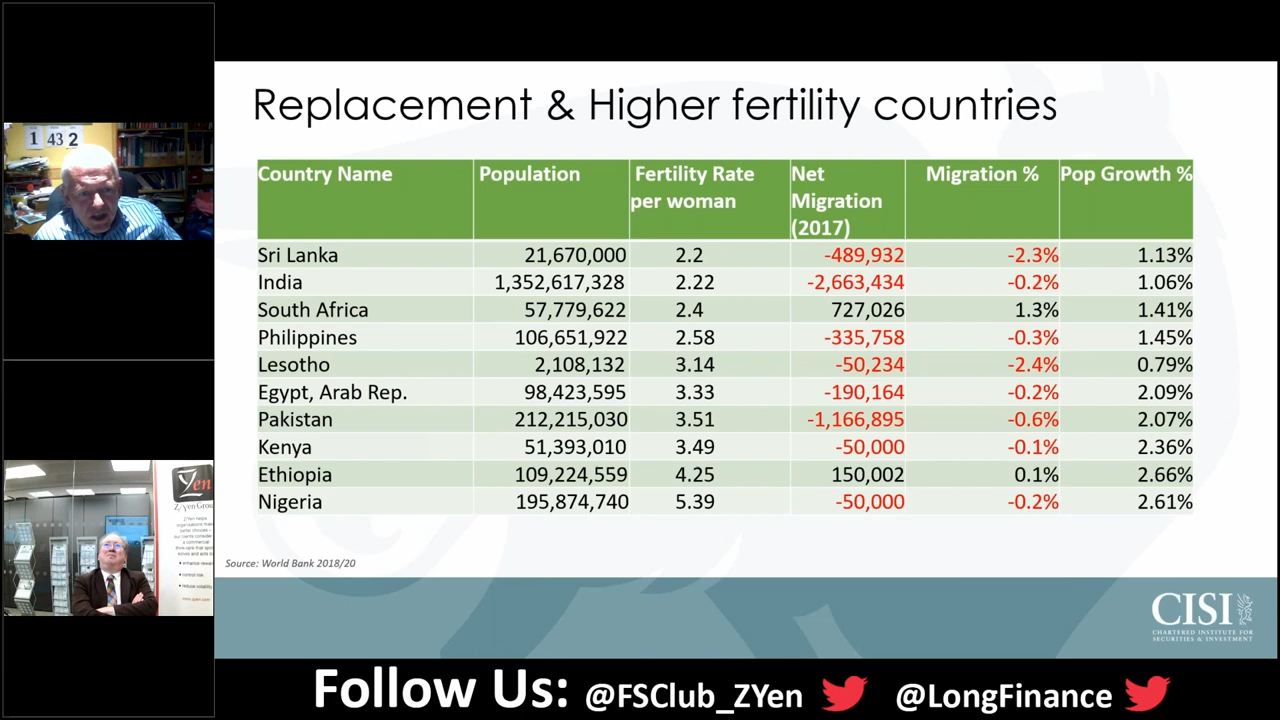 1 43 2
Replacement & Higher fertility countries
Country Name Population Fertility Rate per woman Net Migration (2017) Migration % Pop Growth %
Sri Lanka 21,670,000 2.2 -489,932 -2.3% 1.13%
India 1,352,617,328 2.22 -2,663,434 -0.2% 1.06%
South Africa 57,779,622 2.4 727,026 1.3% 1.41%
Philippines 106,651,922 2.58 -335,758 -0.3% 1.45%
Lesotho 2,108,132 3.14 -50,234 -2.4% 0.79%
Egypt, Arab Rep. 98,423,595 3.33 -190,164 -0.2% 2.09%
Pakistan 212,215,030 3.51 -1,166,895 -0.6% 2.07%
Kenya 51,393,010 3.49 -50,000 -0.1% 2.36%
Ethiopia 109,224,559 4.25 150,002 0.1% 2.66%
Nigeria 195,874,740 5.39 -50,000 -0.2% 2.61%
Source: World Bank 2018/20
CISI
CHARTERED INSTITUTE FOR
SECURITIES & INVESTMENT
Z/Yen
Z/Yen Grou
Z/Yen helps
Follow Us: @FSClub_ZYen @LongFinance